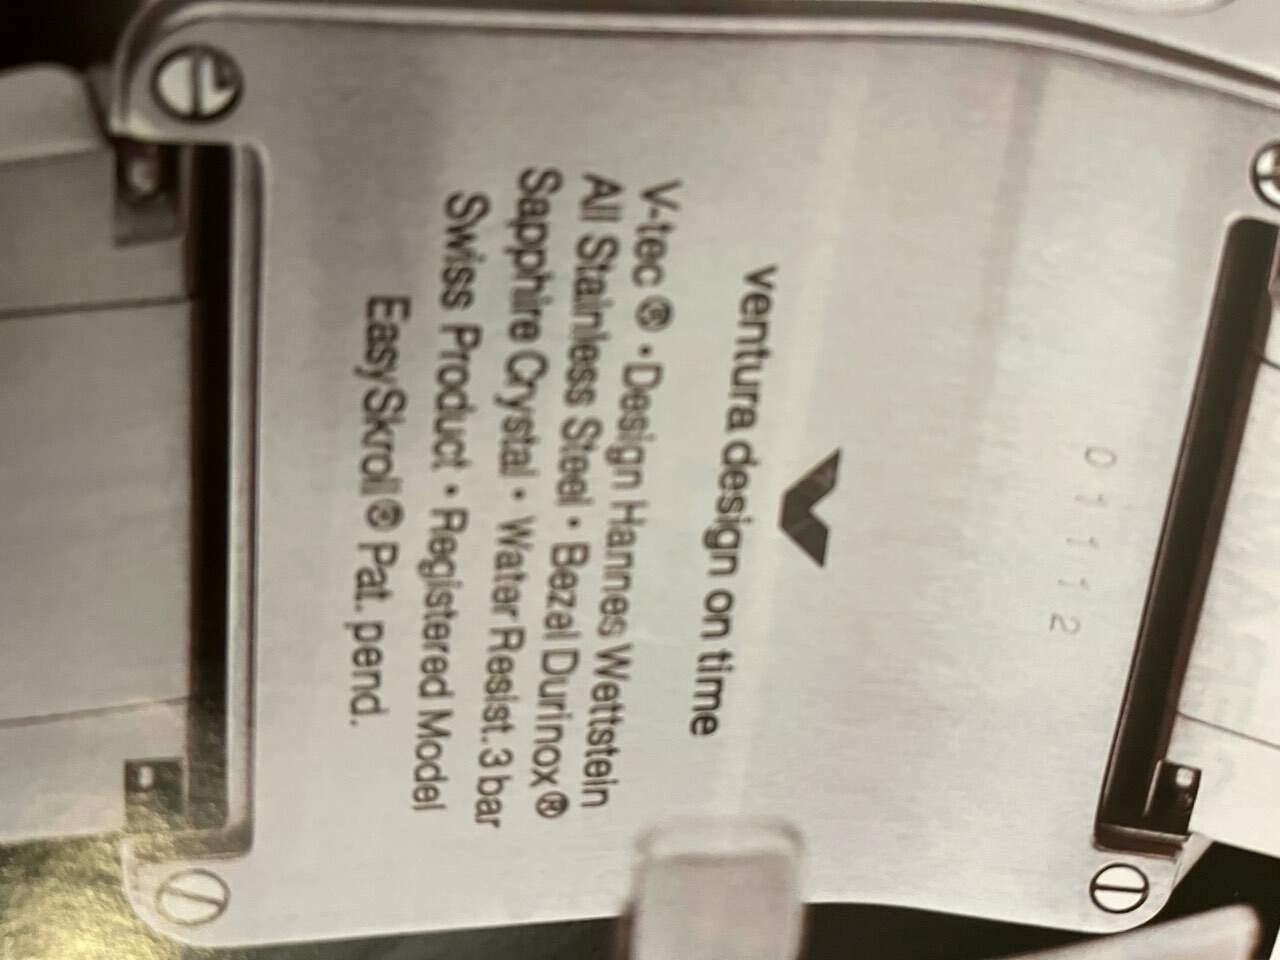 01112
ventura design on time
V-tec ® • Design Hannes Wettstein
All Stainless Steel • Bezel Durinox ®
Sapphire Crystal • Water Resist. 3 bar
Swiss Product • Registered Model
EasySkroll ® Pat. pend.